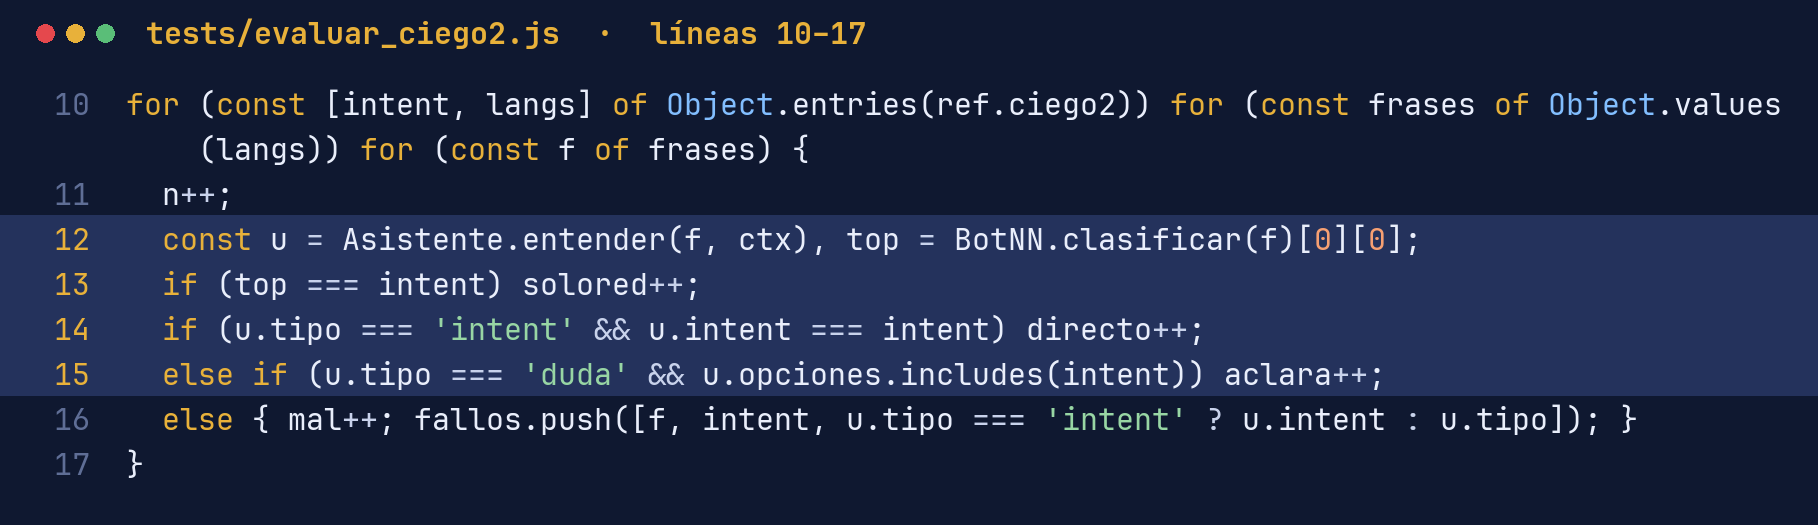 tests/evaluar_ciego2.js · líneas 10–17
10 for (const [intent, langs] of Object.entries(ref.ciego2)) for (const frases of Object.values
(langs)) for (const f of frases) {
11 n++;
12 const u = Asistente.entender(f, ctx), top = BotNN.clasificar(f)[0][0];
13 if (top === intent) solored++;
14 if (u.tipo === 'intent' && u.intent === intent) directo++;
15 else if (u.tipo === 'duda' && u.opciones.includes(intent)) aclara++;
16 else { mal++; fallos.push([f, intent, u.tipo === 'intent' ? u.intent : u.tipo]); }
17 }